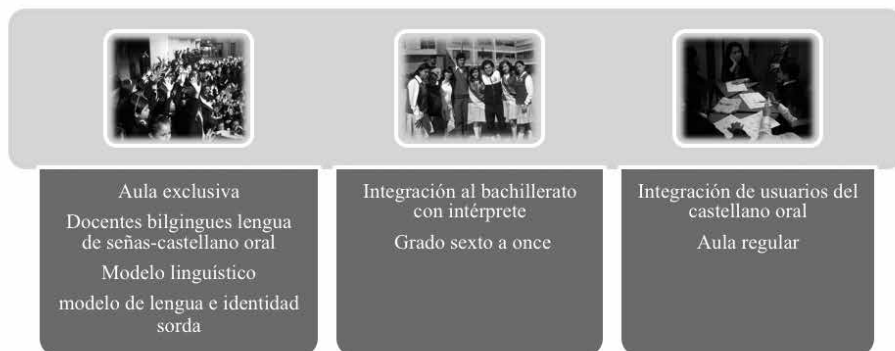 Aula exclusiva
Docentes bilgingues lengua
de señas-castellano oral
Modelo linguístico
modelo de lengua e identidad
sorda
Integración al bachillerato
con intérprete
Grado sexto a once
Integración de usuarios del
castellano oral
Aula regular